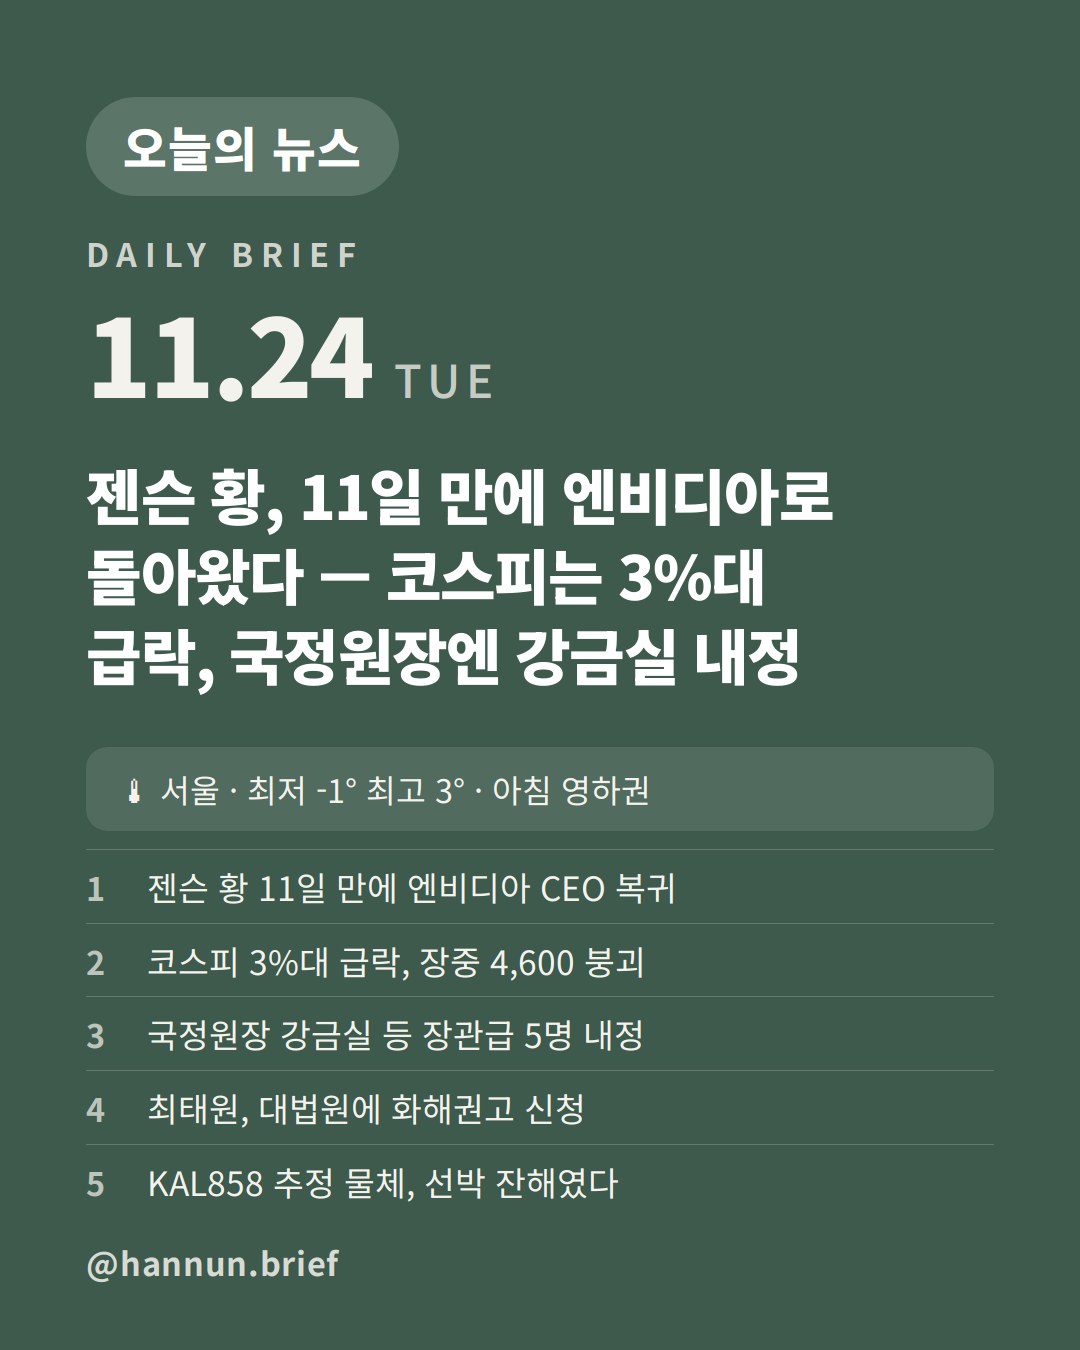 오늘의 뉴스
DAILY BRIEF
11.24 TUE
젠슨 황, 11일 만에 엔비디아로
돌아왔다 — 코스피는 3%대
급락, 국정원장엔 강금실 내정
🌡 서울 · 최저 -1° 최고 3° · 아침 영하권
1 젠슨 황 11일 만에 엔비디아 CEO 복귀
2 코스피 3%대 급락, 장중 4,600 붕괴
3 국정원장 강금실 등 장관급 5명 내정
4 최태원, 대법원에 화해권고 신청
5 KAL858 추정 물체, 선박 잔해였다
@hannun.brief